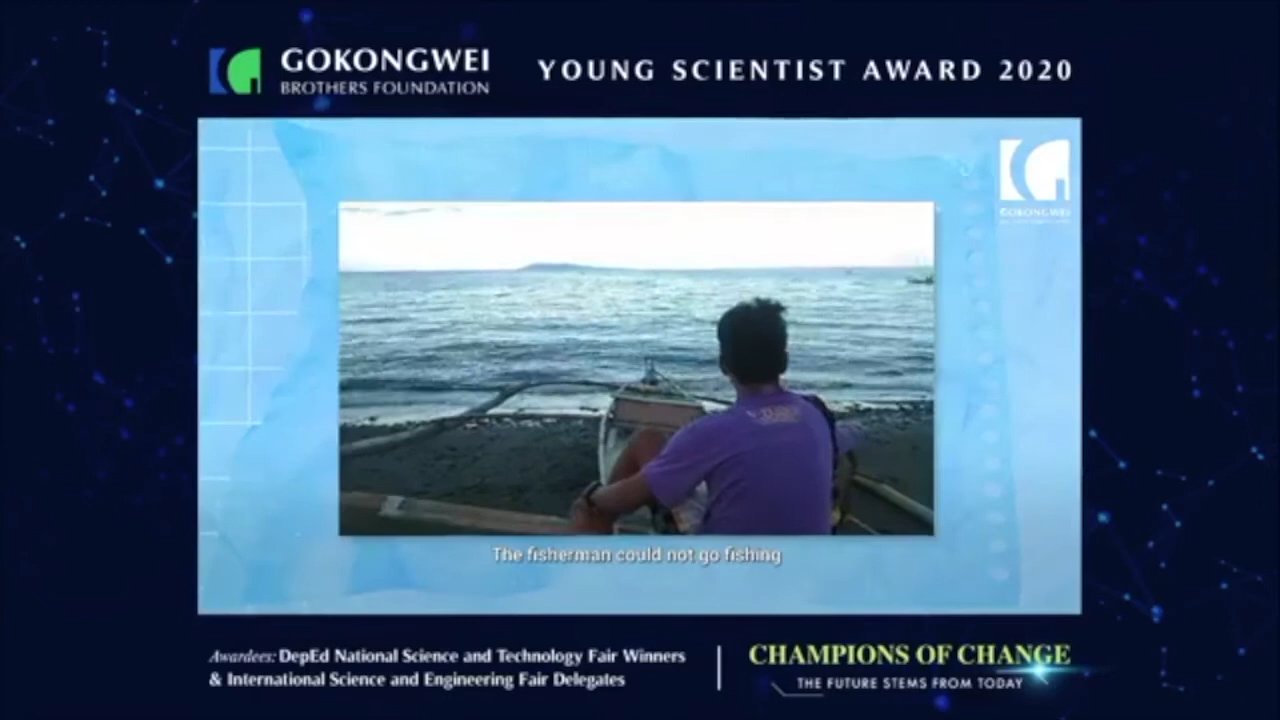 GOKONGWEI
BROTHERS FOUNDATION
YOUNG SCIENTIST AWARD 2020
GOKONGWEI
The fisherman could not go fishing
Awardees: DepEd National Science and Technology Fair Winners
& International Science and Engineering Fair Delegates
CHAMPIONS OF CHANGE
THE FUTURE STEMS FROM TODAY